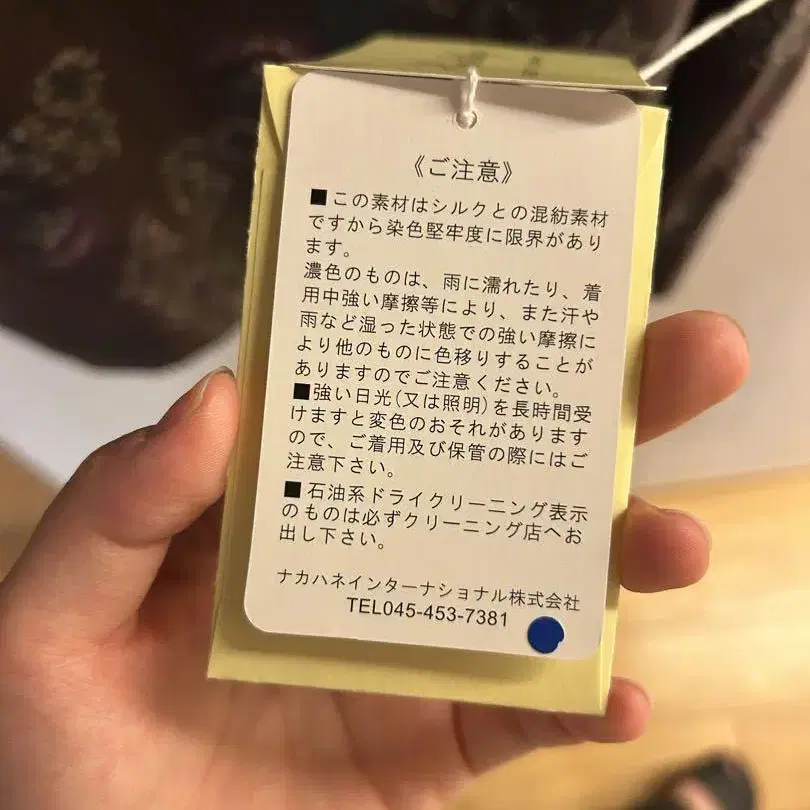 《ご注意》
■この素材はシルクとの混紡素材
ですから染色堅牢度に限界があり
ます。
濃色のものは、雨に濡れたり、着
用中強い摩擦等により、また汗や
雨など湿った状態での強い摩擦に
より他のものに色移りすることが
ありますのでご注意ください。
■強い日光(又は照明)を長時間受
けますと変色のおそれがあります
ので、ご着用及び保管の際にはご
注意下さい。
■石油系ドライクリーニング表示
のものは必ずクリーニング店へお
出し下さい。
ナカハネインターナショナル株式会社
TEL045-453-7381